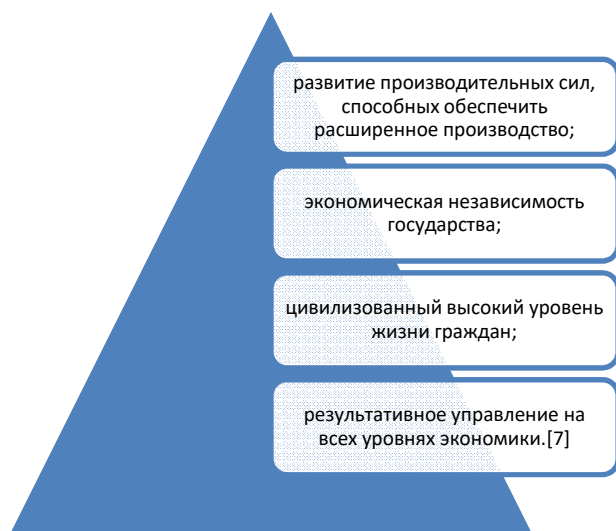 развитие производительных сил,
способных обеспечить
расширенное производство;
экономическая независимость
государства;
цивилизованный высокий уровень
жизни граждан;
результативное управление на
всех уровнях экономики.[7]